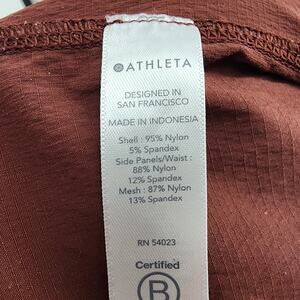 ATHLETA
DESIGNED IN
SAN FRANCISCO
MADE IN INDONESIA
Shell : 95% Nylon
5% Spandex
Side Panels/Waist :
88% Nylon
12% Spandex
Mesh : 87% Nylon
13% Spandex
RN 54023
Certified
B